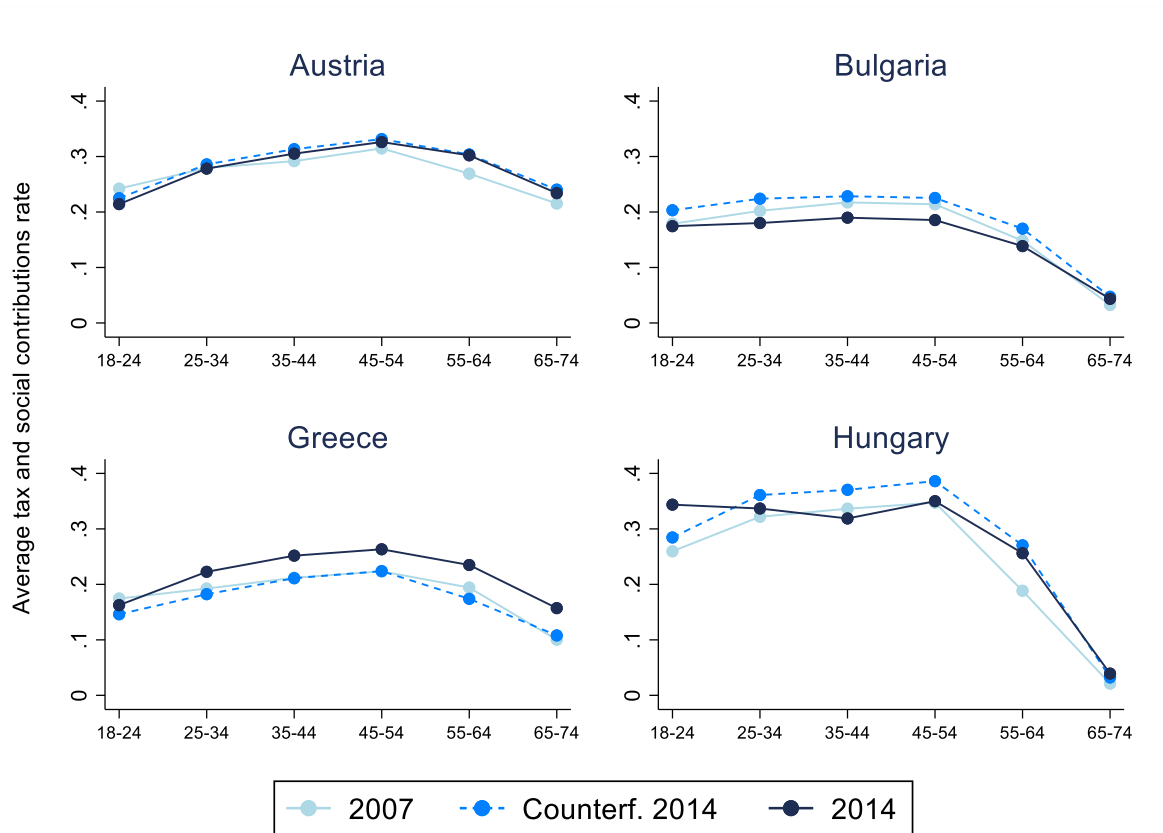 Austria
Bulgaria
.4 .3 .2 .1 0
18-24 25-34 35-44 45-54 55-64 65-74
.4 .3 .2 .1 0
18-24 25-34 35-44 45-54 55-64 65-74
Average tax and social contributions rate
Greece
Hungary
.4 .3 .2 .1 0
18-24 25-34 35-44 45-54 55-64 65-74
.4 .3 .2 .1 0
18-24 25-34 35-44 45-54 55-64 65-74
2007 Counterf. 2014 2014